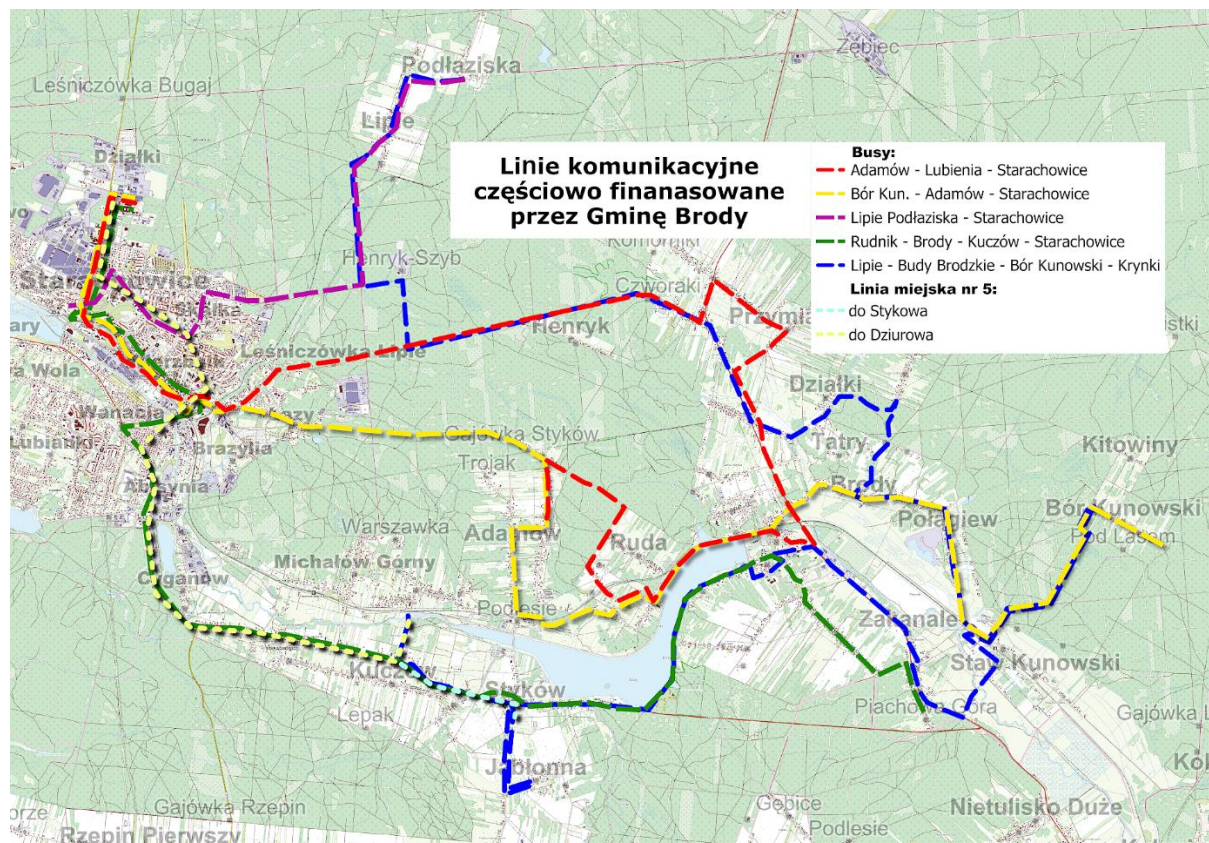 Zębiec
Podłaziska
Leśniczówka Bugaj
Lipie
Działki
Linie komunikacyjne
częściowo finanasowane
przez Gminę Brody
Busy:
Adamów - Lubienia - Starachowice
Bór Kun. - Adamów - Starachowice
Lipie Podłaziska - Starachowice
Rudnik - Brody - Kuczów - Starachowice
Lipie - Budy Brodzkie - Bór Kunowski - Krynki
Linia miejska nr 5:
do Stykowa
do Dziurowa
Henryk-Szyb
Czworaki
Henryk
Leśniczówka Lipie
Wanacja
Działki
Gajówka Styków
Tatry
Kitowiny
Brazylia
Trojak
Brody
Bór Kunowski
Pod Lasem
Połągiew
Warszawka
Adamów
Ruda
Michałów Górny
Cyganów
Podlesie
Zakanale
Staw Kunowski
Kuczów
Styków
Lepak
Piachowa Góra
Jabłonna
Gajówka Rzepin
Gębice
Nietulisko Duże
Podlesie
Rzepin Pierwszy